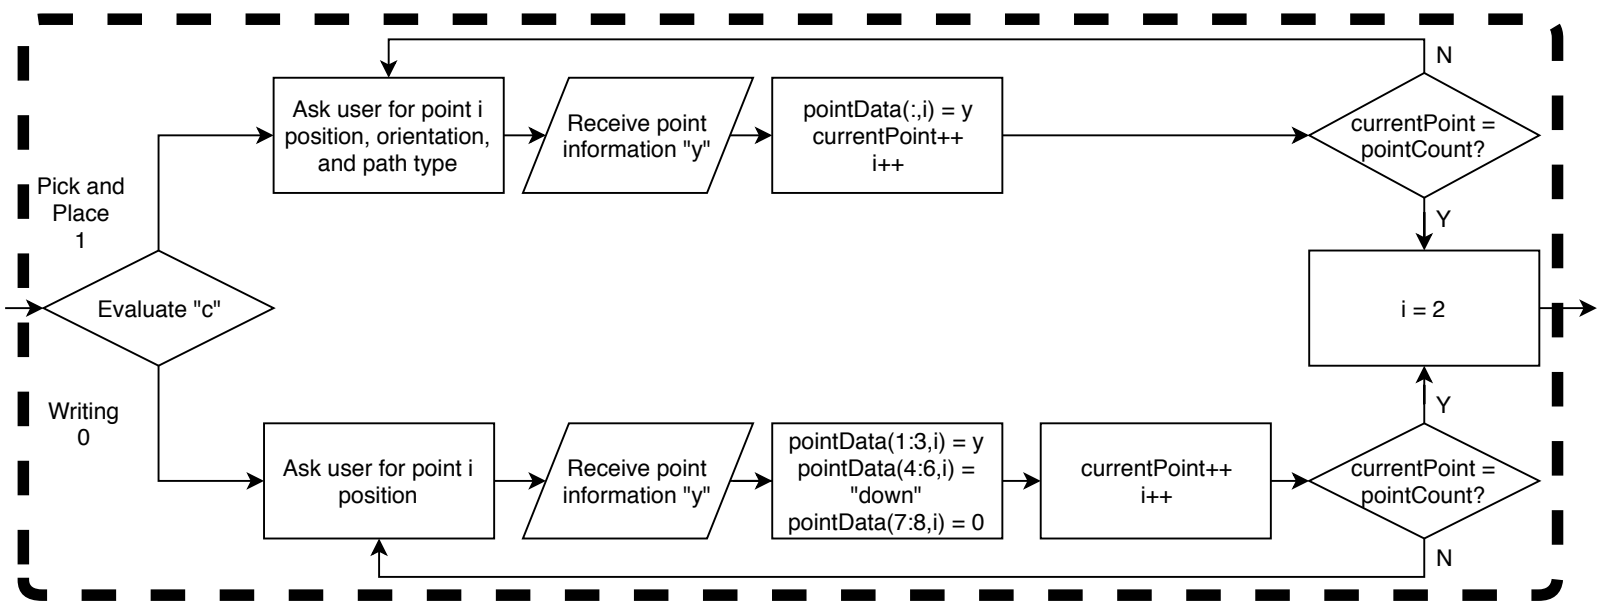 N
Ask user for point i
position, orientation,
and path type
Receive point
information "y"
pointData(:,i) = y
currentPoint++
i++
currentPoint =
pointCount?
Pick and
Place
1
Y
Evaluate "c"
i = 2
Writing
0
Y
Ask user for point i
position
Receive point
information "y"
pointData(1:3,i) = y
pointData(4:6,i) =
"down"
pointData(7:8,i) = 0
currentPoint++
i++
currentPoint =
pointCount?
N